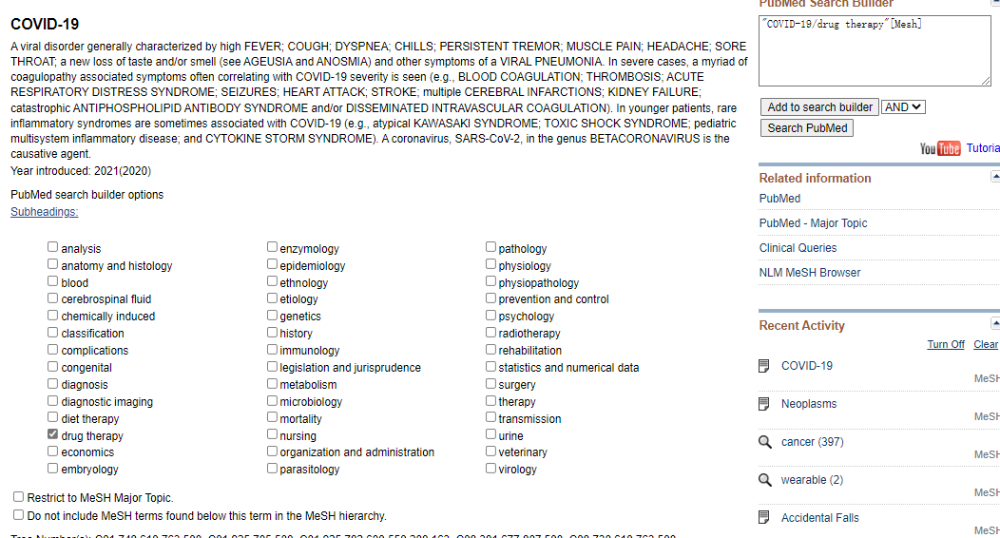 COVID-19
A viral disorder generally characterized by high FEVER; COUGH; DYSPNEA; CHILLS; PERSISTENT TREMOR; MUSCLE PAIN; HEADACHE; SORE
THROAT; a new loss of taste and/or smell (see AGEUSIA and ANOSMIA) and other symptoms of a VIRAL PNEUMONIA. In severe cases, a myriad of
coagulopathy associated symptoms often correlating with COVID-19 severity is seen (e.g., BLOOD COAGULATION; THROMBOSIS; ACUTE
RESPIRATORY DISTRESS SYNDROME; SEIZURES; HEART ATTACK; STROKE; multiple CEREBRAL INFARCTIONS; KIDNEY FAILURE;
catastrophic ANTIPHOSPHOLIPID ANTIBODY SYNDROME and/or DISSEMINATED INTRAVASCULAR COAGULATION). In younger patients, rare
inflammatory syndromes are sometimes associated with COVID-19 (e.g., atypical KAWASAKI SYNDROME; TOXIC SHOCK SYNDROME; pediatric
multisystem inflammatory disease; and CYTOKINE STORM SYNDROME). A coronavirus, SARS-CoV-2, in the genus BETACORONAVIRUS is the
causative agent.
Year introduced: 2021(2020)
PubMed search builder options
Subheadings:
analysis
anatomy and histology
blood
cerebrospinal fluid
chemically induced
classification
complications
congenital
diagnosis
diagnostic imaging
diet therapy
drug therapy
economics
embryology
enzymology
epidemiology
ethnology
etiology
genetics
history
immunology
legislation and jurisprudence
metabolism
microbiology
mortality
nursing
organization and administration
parasitology
pathology
physiology
physiopathology
prevention and control
psychology
radiotherapy
rehabilitation
statistics and numerical data
surgery
therapy
transmission
urine
veterinary
virology
Restrict to MeSH Major Topic.
Do not include MeSH terms found below this term in the MeSH hierarchy.
PubMed Search Builder
"COVID-19/drug therapy"[Mesh]
Add to search builder AND
Search PubMed
You Tube Tutoria
Related information
PubMed
PubMed - Major Topic
Clinical Queries
NLM MeSH Browser
Recent Activity
Turn Off Clear
COVID-19
MeSH
Neoplasms
MeSH
cancer (397)
MeSH
wearable (2)
MeSH
Accidental Falls
MeSH